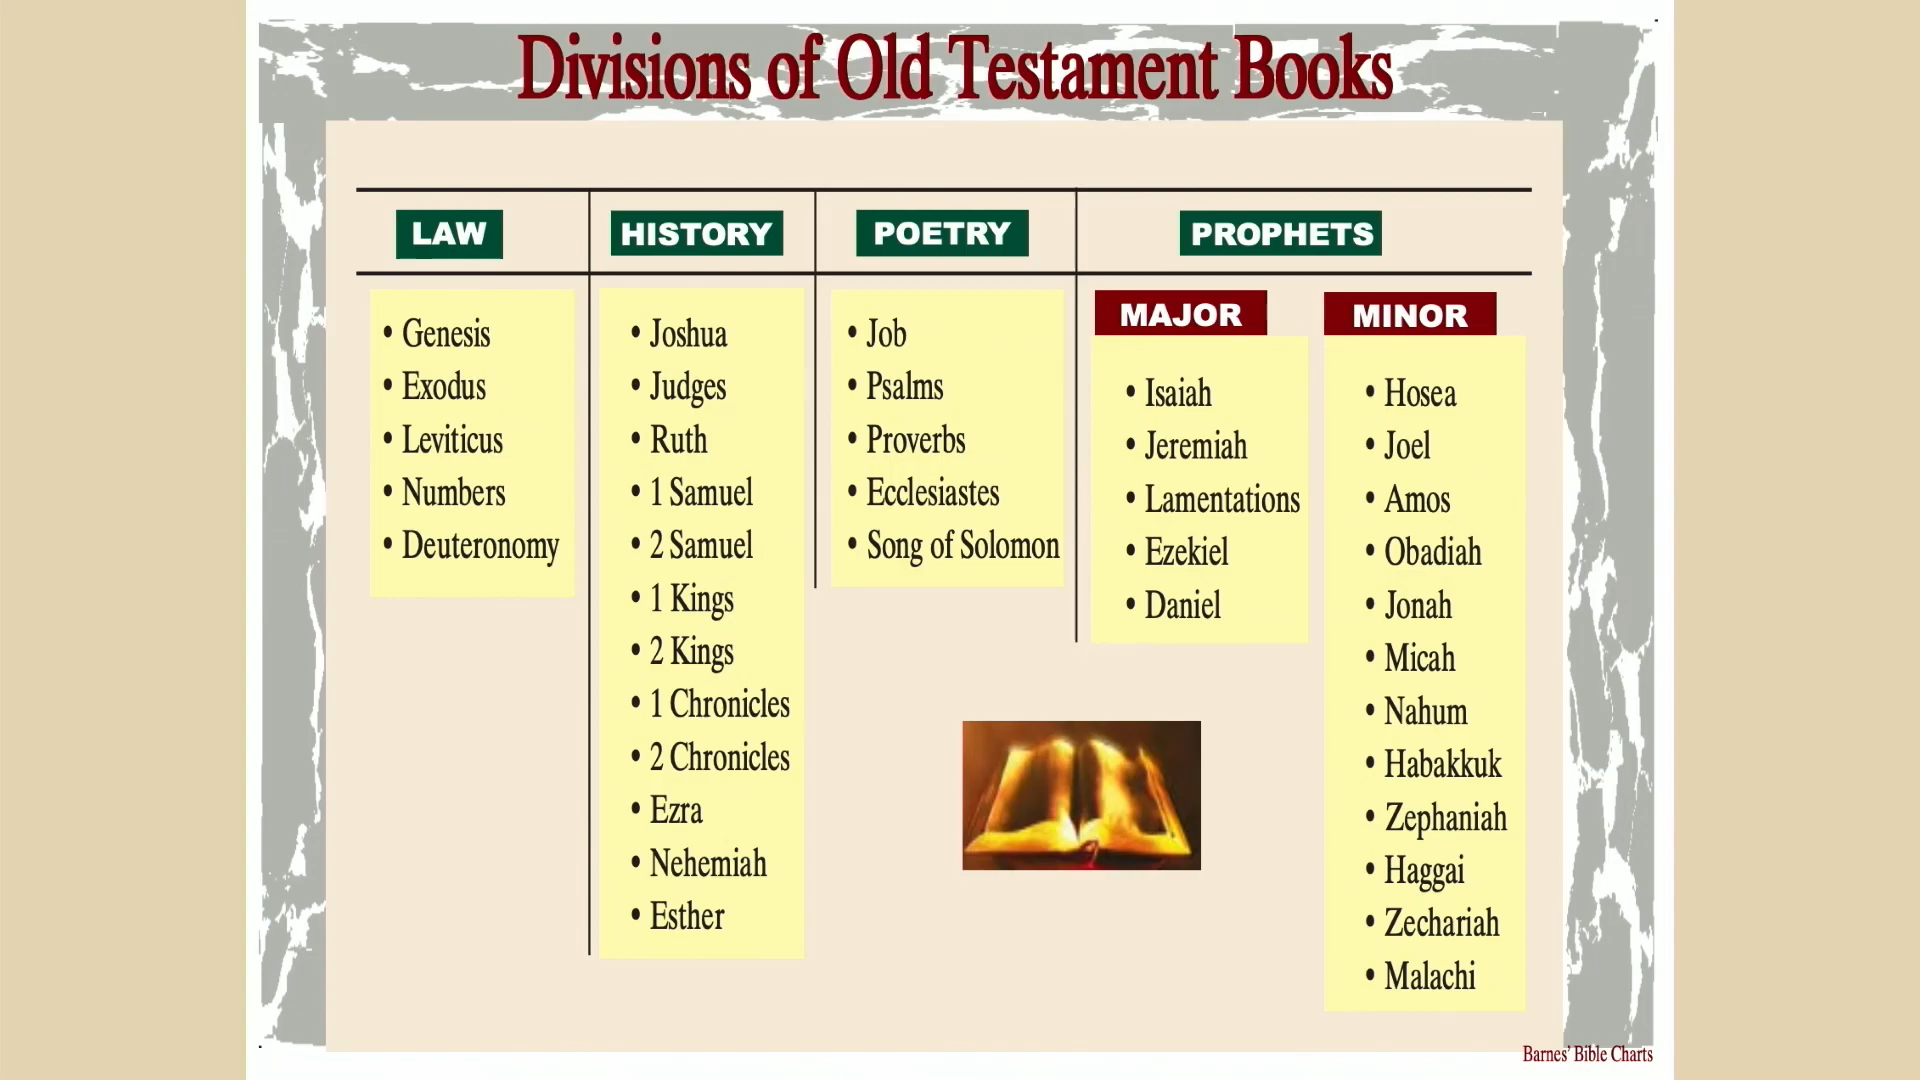 Divisions of Old Testament Books
LAW
• Genesis
• Exodus
• Leviticus
• Numbers
• Deuteronomy
HISTORY
• Joshua
• Judges
• Ruth
• 1 Samuel
• 2 Samuel
• 1 Kings
• 2 Kings
• 1 Chronicles
• 2 Chronicles
• Ezra
• Nehemiah
• Esther
POETRY
• Job
• Psalms
• Proverbs
• Ecclesiastes
• Song of Solomon
PROPHETS
MAJOR
• Isaiah
• Jeremiah
• Lamentations
• Ezekiel
• Daniel
MINOR
• Hosea
• Joel
• Amos
• Obadiah
• Jonah
• Micah
• Nahum
• Habakkuk
• Zephaniah
• Haggai
• Zechariah
• Malachi
Barnes’ Bible Charts